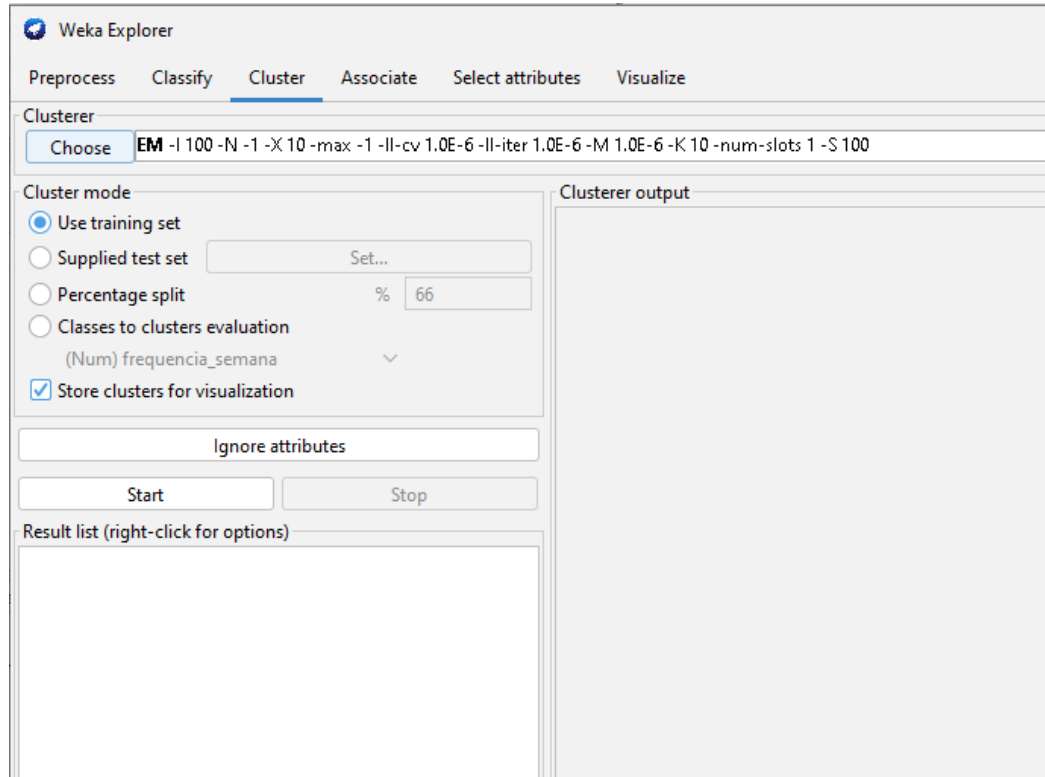 Weka Explorer
Preprocess Classify Cluster Associate Select attributes Visualize
Clusterer
Choose EM -I 100 -N -1 -X 10 -max -1 -ll-cv 1.0E-6 -ll-iter 1.0E-6 -M 1.0E-6 -K 10 -num-slots 1 -S 100
Cluster mode
Use training set
Supplied test set Set...
Percentage split % 66
Classes to clusters evaluation
(Num) frequencia_semana
Store clusters for visualization
Ignore attributes
Start Stop
Result list (right-click for options)
Clusterer output